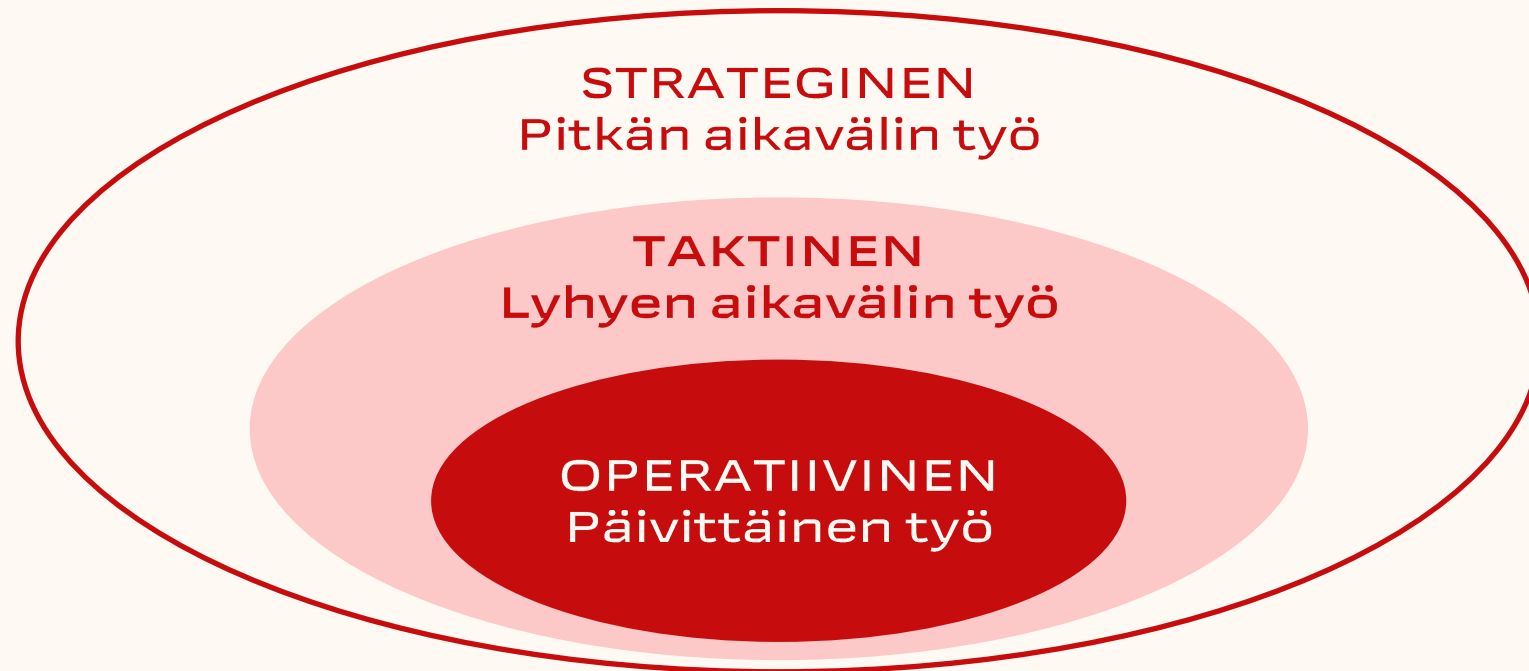 STRATEGINEN
Pitkän aikavälin työ
TAKTINEN
Lyhyen aikavälin työ
OPERATIIVINEN
Päivittäinen työ